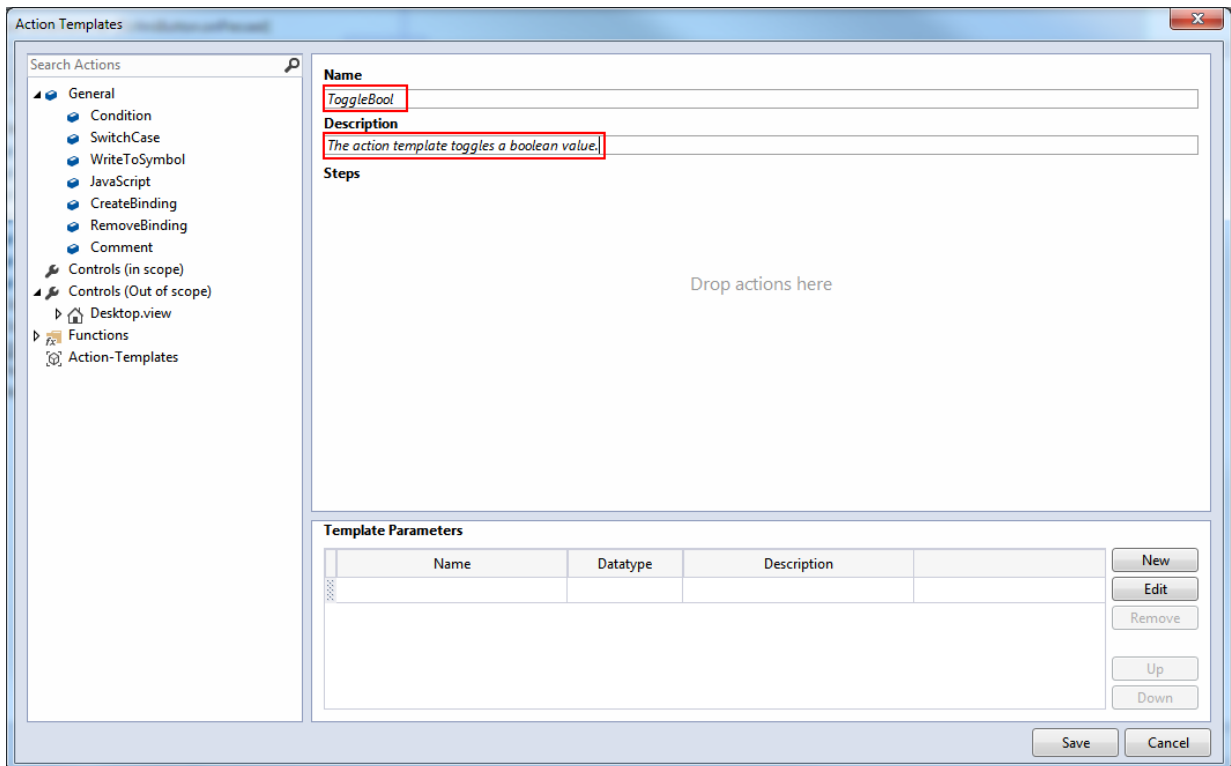 Action Templates
Search Actions
General
Condition
SwitchCase
WriteToSymbol
JavaScript
CreateBinding
RemoveBinding
Comment
Controls (in scope)
Controls (Out of scope)
Desktop.view
Functions
Action-Templates
Name
ToggleBool
Description
The action template toggles a boolean value.
Steps
Drop actions here
Template Parameters
Name Datatype Description
New
Edit
Remove
Up
Down
Save Cancel